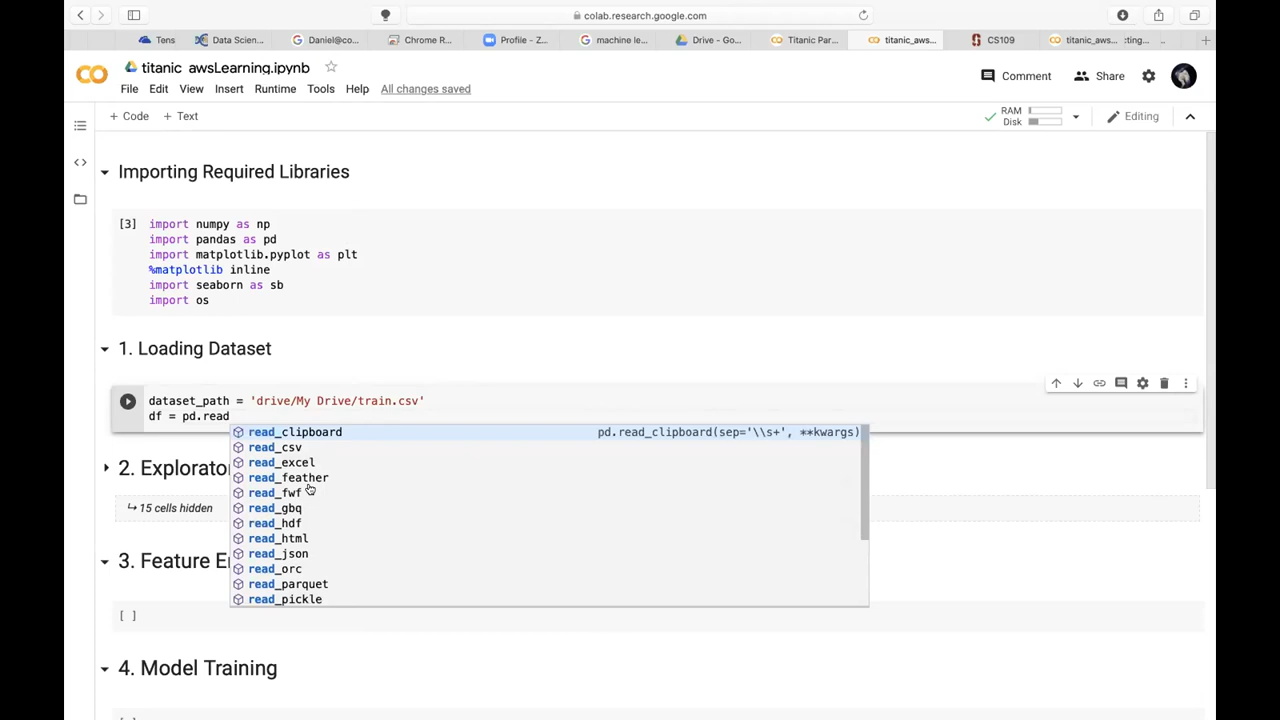 colab.research.google.com
Tens
Data Scien...
Daniel@co...
Chrome R...
Profile - Z...
machine le...
Drive - Go...
Titanic Par...
titanic_aws...
CS109
titanic_aws... :ting...
titanic_awsLearning.ipynb
Comment
Share
File Edit View Insert Runtime Tools Help All changes saved
+ Code + Text
RAM
Disk
Editing
Importing Required Libraries
[3] import numpy as np
import pandas as pd
import matplotlib.pyplot as plt
%matplotlib inline
import seaborn as sb
import os
1. Loading Dataset
dataset_path = 'drive/My Drive/train.csv'
df = pd.read
read_clipboard pd.read_clipboard(sep='\\s+', **kwargs)
read_csv
read_excel
read_feather
read_fwf
read_gbq
read_hdf
read_html
read_json
read_orc
read_parquet
read_pickle
2. Explorato
15 cells hidden
3. Feature E
[ ]
4. Model Training